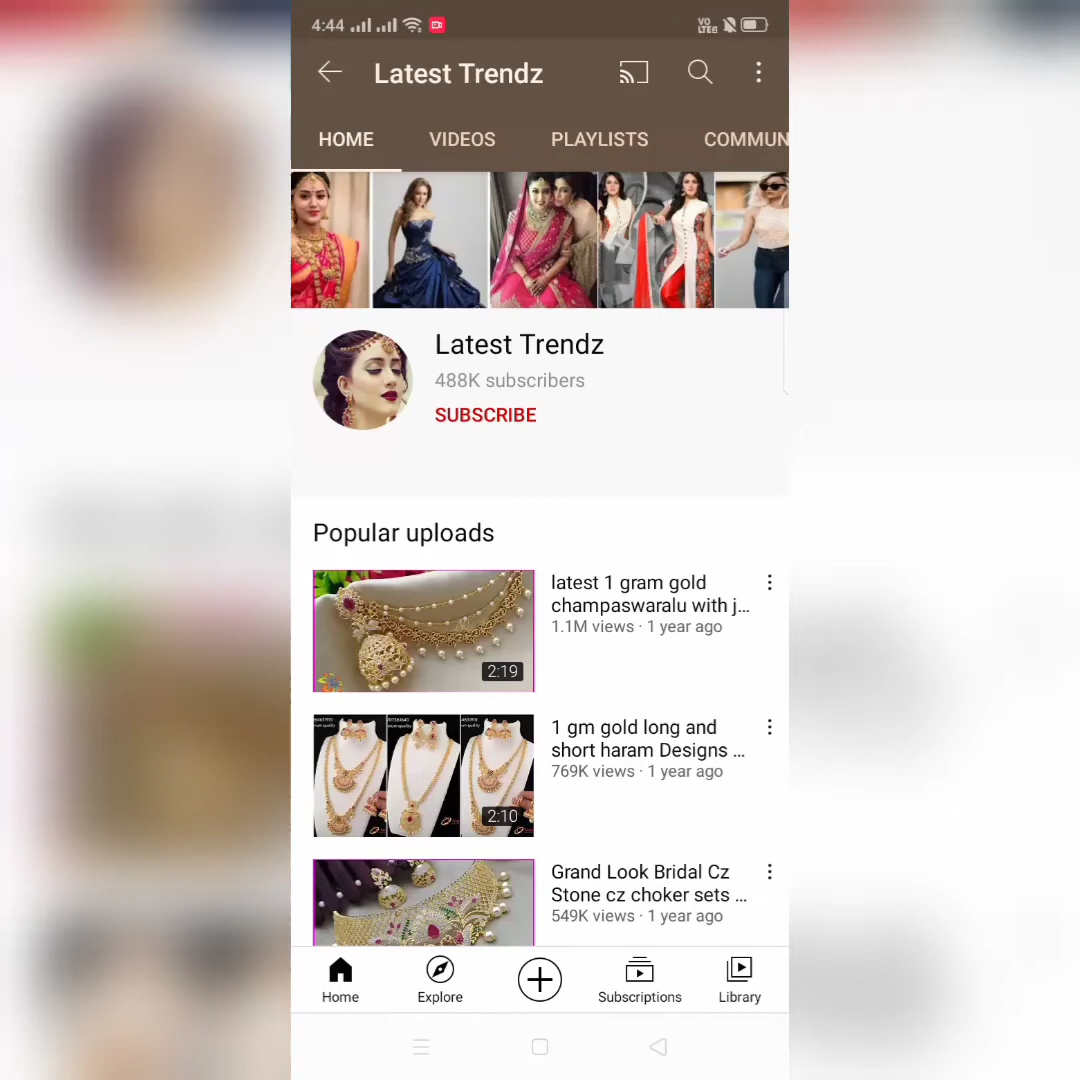 4:44
VO
LTE
Latest Trendz
HOME VIDEOS PLAYLISTS COMMUN
Latest Trendz
488K subscribers
SUBSCRIBE
Popular uploads
latest 1 gram gold
champaswaralu with j...
1.1M views · 1 year ago
2:19
1 gm gold long and
short haram Designs ...
769K views · 1 year ago
2:10
Grand Look Bridal Cz
Stone cz choker sets ...
549K views · 1 year ago
Home Explore Subscriptions Library